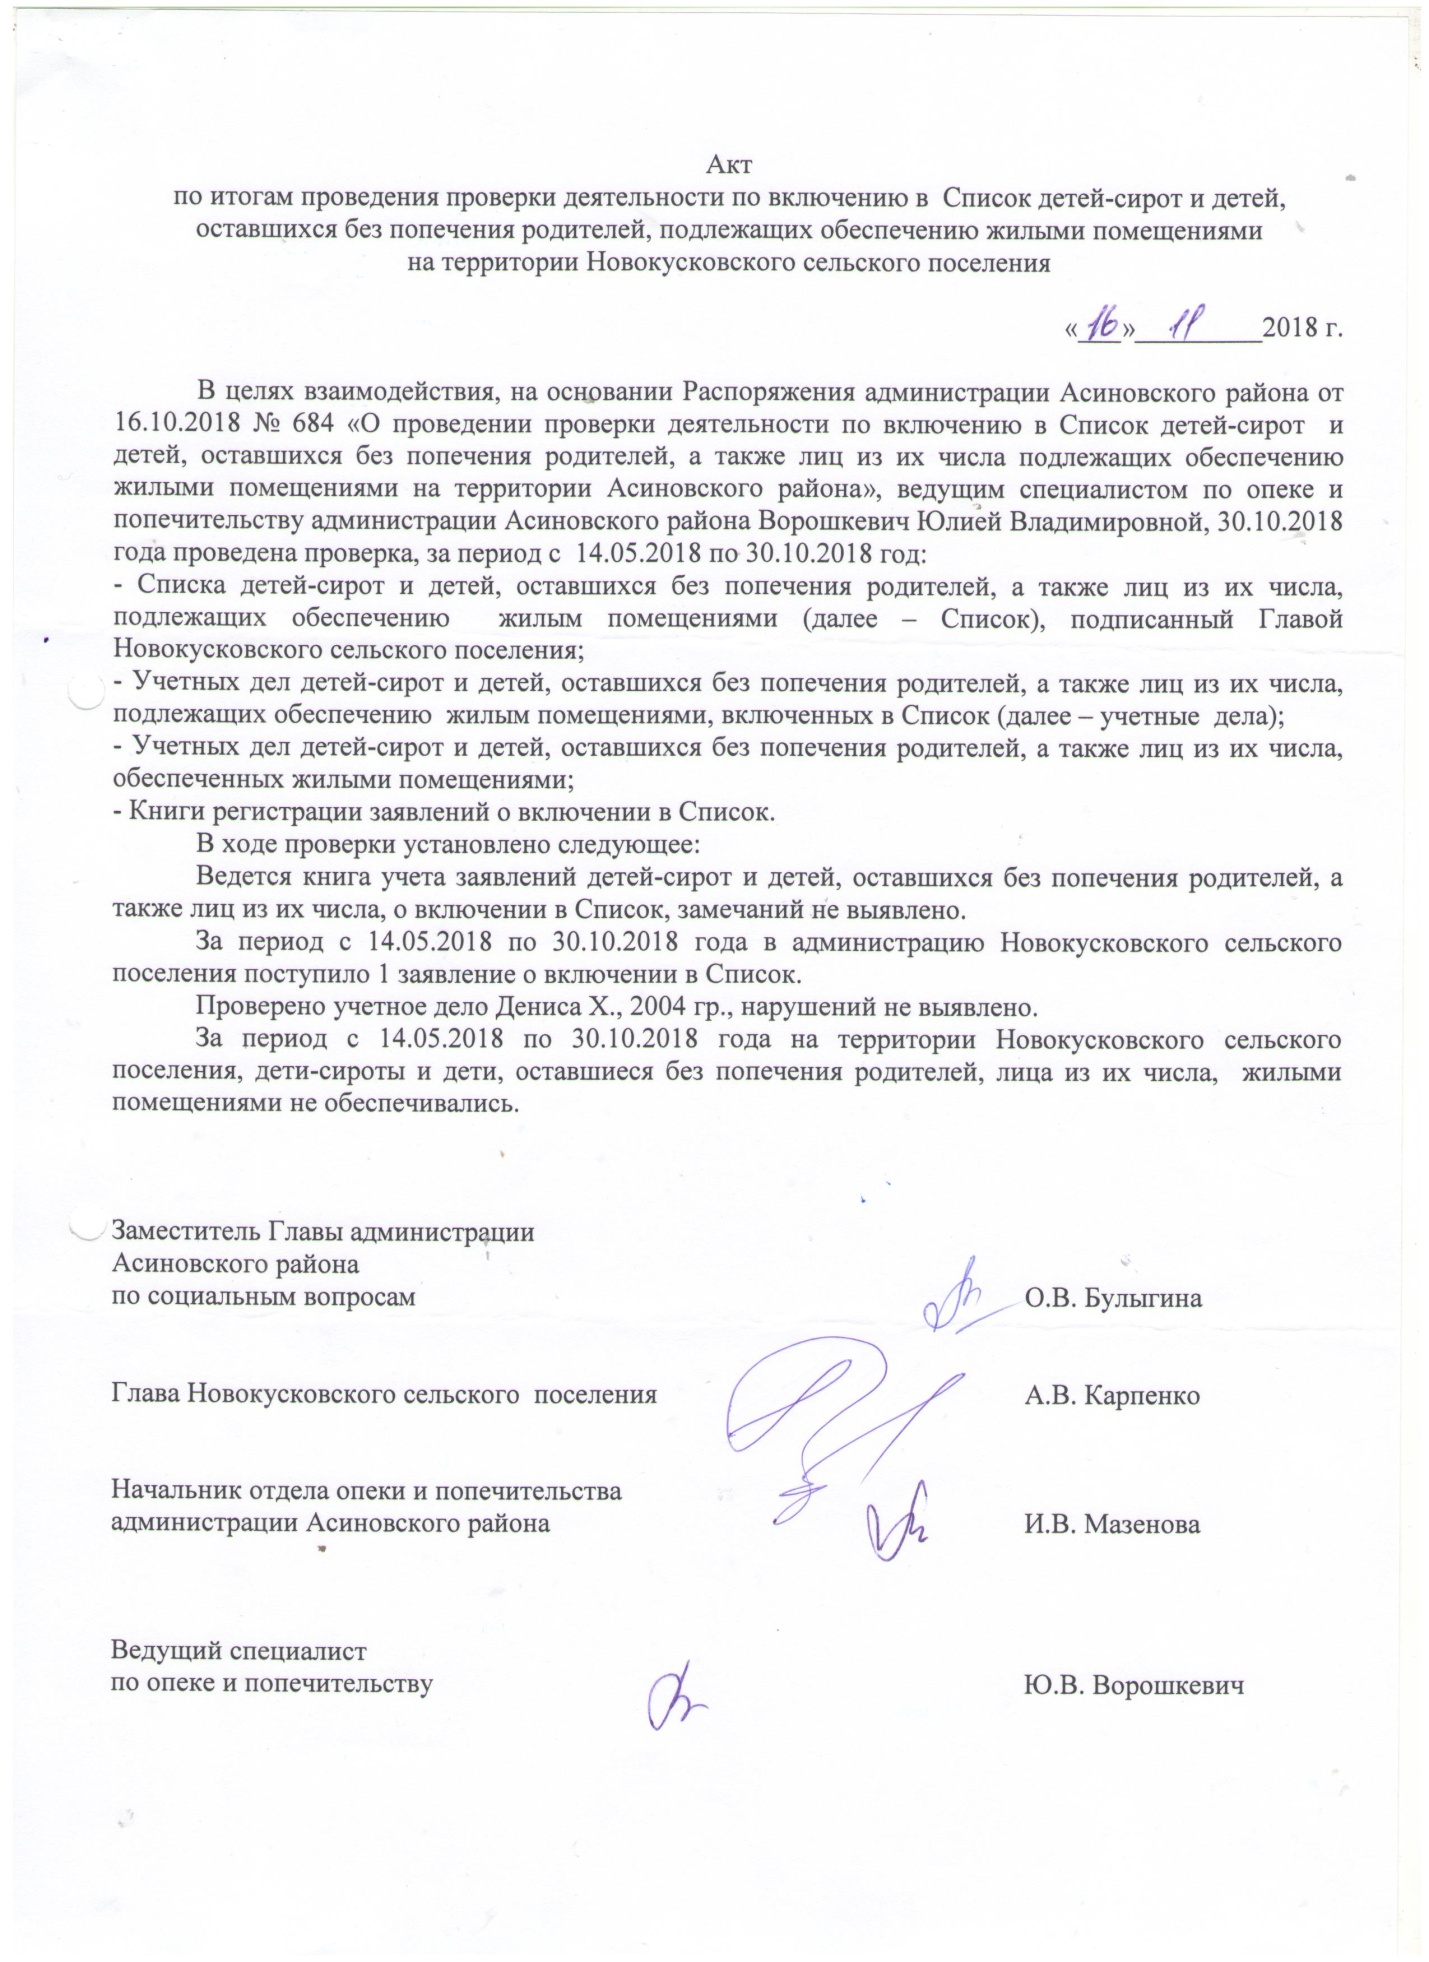 Акт
по итогам проведения проверки деятельности по включению в Список детей-сирот и детей,
оставшихся без попечения родителей, подлежащих обеспечению жилыми помещениями
на территории Новокусковского сельского поселения
«16» 11 2018 г.
В целях взаимодействия, на основании Распоряжения администрации Асиновского района от
16.10.2018 № 684 «О проведении проверки деятельности по включению в Список детей-сирот и
детей, оставшихся без попечения родителей, а также лиц из их числа подлежащих обеспечению
жилыми помещениями на территории Асиновского района», ведущим специалистом по опеке и
попечительству администрации Асиновского района Ворошкевич Юлией Владимировной, 30.10.2018
года проведена проверка, за период с 14.05.2018 по 30.10.2018 год:
- Списка детей-сирот и детей, оставшихся без попечения родителей, а также лиц из их числа,
подлежащих обеспечению жилым помещениями (далее – Список), подписанный Главой
Новокусковского сельского поселения;
- Учетных дел детей-сирот и детей, оставшихся без попечения родителей, а также лиц из их числа,
подлежащих обеспечению жилым помещениями, включенных в Список (далее – учетные дела);
- Учетных дел детей-сирот и детей, оставшихся без попечения родителей, а также лиц из их числа,
обеспеченных жилыми помещениями;
- Книги регистрации заявлений о включении в Список.
В ходе проверки установлено следующее:
Ведется книга учета заявлений детей-сирот и детей, оставшихся без попечения родителей, а
также лиц из их числа, о включении в Список, замечаний не выявлено.
За период с 14.05.2018 по 30.10.2018 года в администрацию Новокусковского сельского
поселения поступило 1 заявление о включении в Список.
Проверено учетное дело Дениса Х., 2004 гр., нарушений не выявлено.
За период с 14.05.2018 по 30.10.2018 года на территории Новокусковского сельского
поселения, дети-сироты и дети, оставшиеся без попечения родителей, лица из их числа, жилыми
помещениями не обеспечивались.
Заместитель Главы администрации
Асиновского района
по социальным вопросам О.В. Булыгина
Глава Новокусковского сельского поселения А.В. Карпенко
Начальник отдела опеки и попечительства
администрации Асиновского района И.В. Мазенова
Ведущий специалист
по опеке и попечительству Ю.В. Ворошкевич